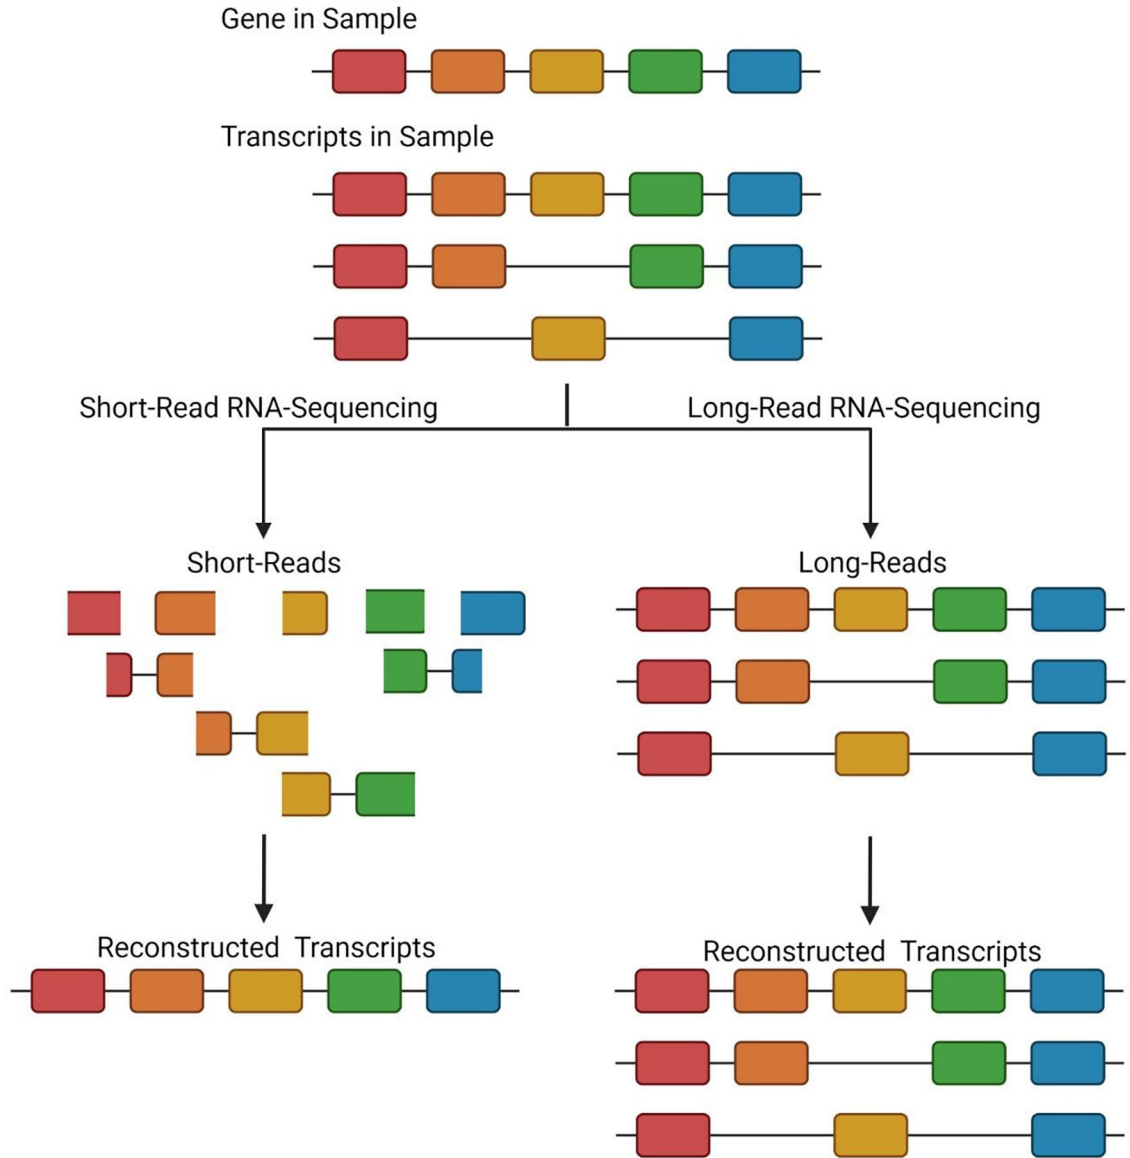 Gene in Sample
Transcripts in Sample
Short-Read RNA-Sequencing
Long-Read RNA-Sequencing
Short-Reads
Long-Reads
Reconstructed Transcripts
Reconstructed Transcripts